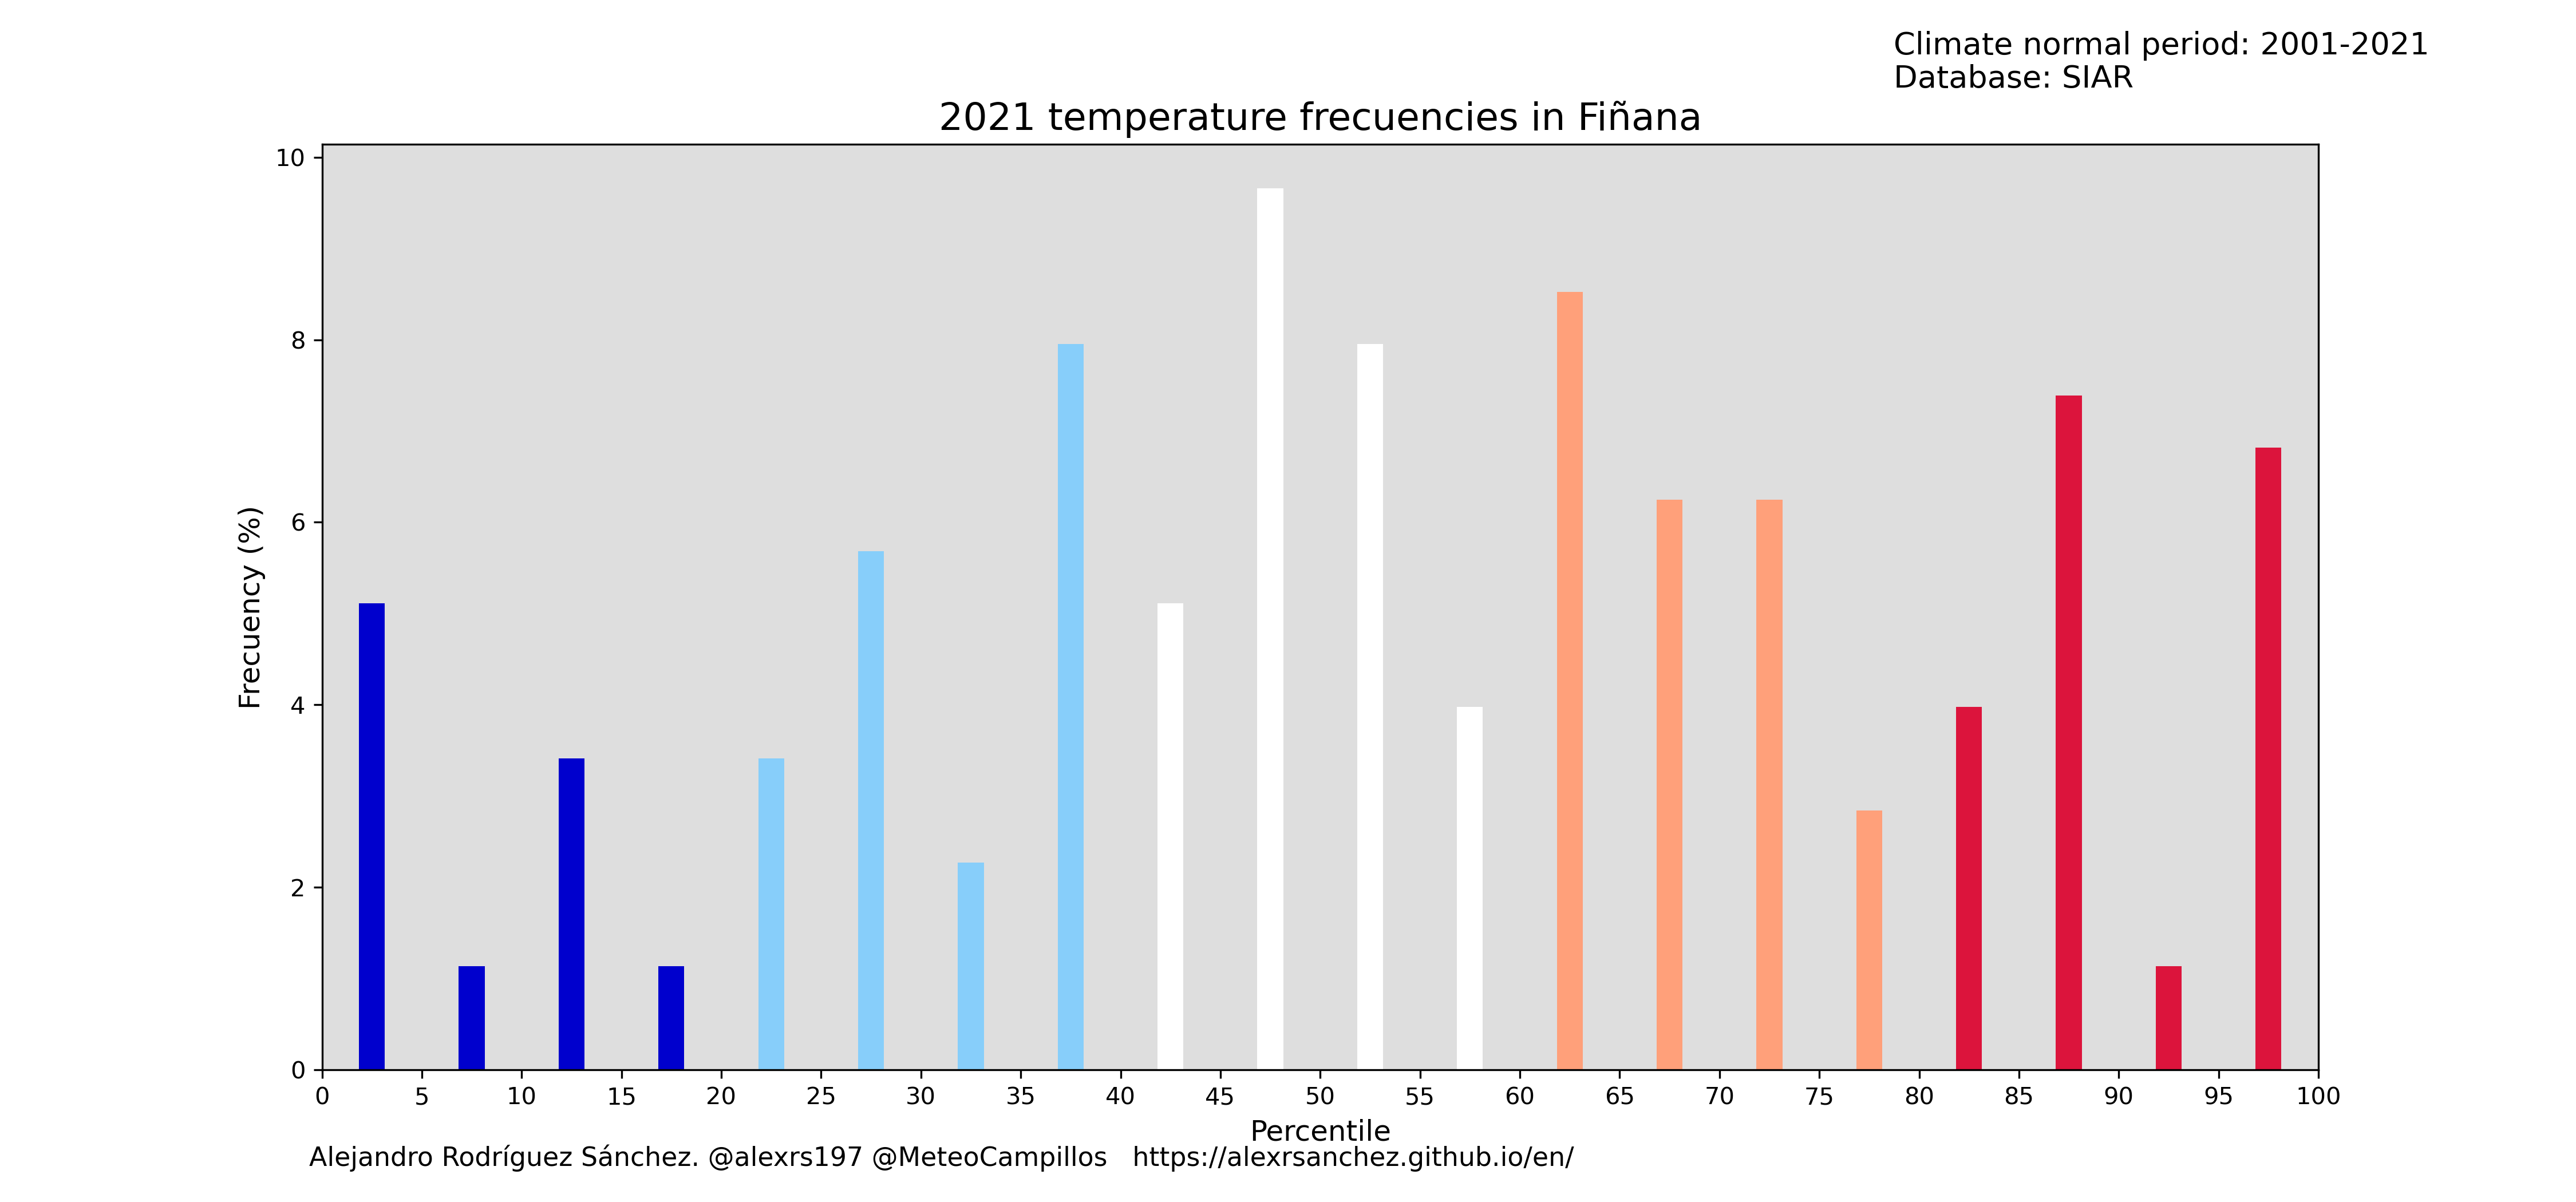 Climate normal period: 2001-2021
Database: SIAR
2021 temperature frecuencies in Fiñana
Frecuency (%)
10
8
6
4
2
0
0 5 10 15 20 25 30 35 40 45 50 55 60 65 70 75 80 85 90 95 100
Percentile
Alejandro Rodríguez Sánchez. @alexrs197 @MeteoCampillos https://alexrsanchez.github.io/en/